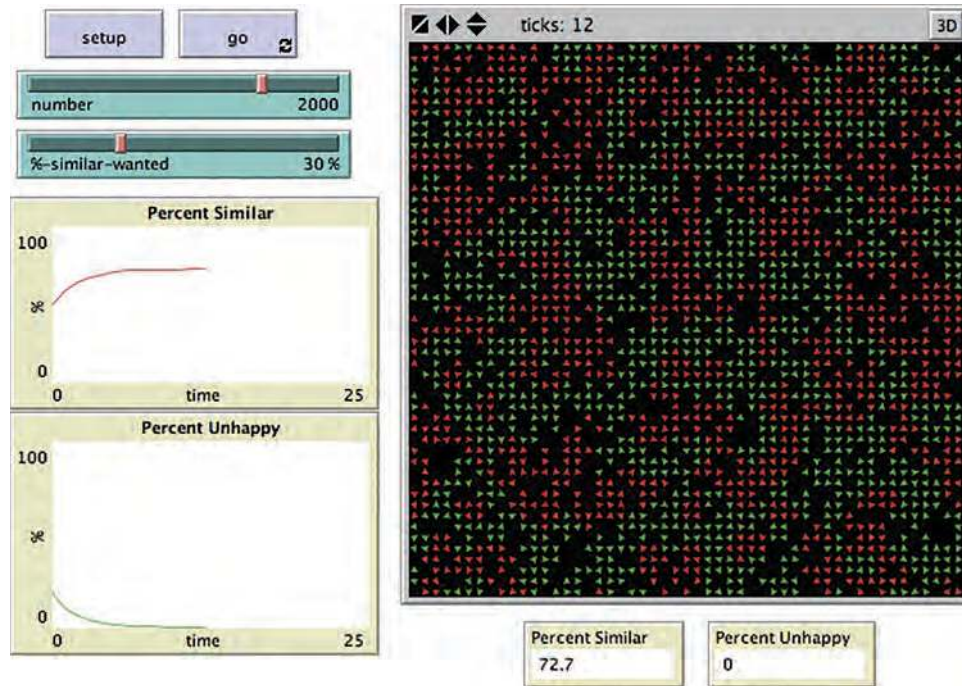 setup
go
number 2000
%-similar-wanted 30 %
Percent Similar
100
%
0
0 time 25
Percent Unhappy
100
%
0
0 time 25
ticks: 12
3D
Percent Similar
72.7
Percent Unhappy
0